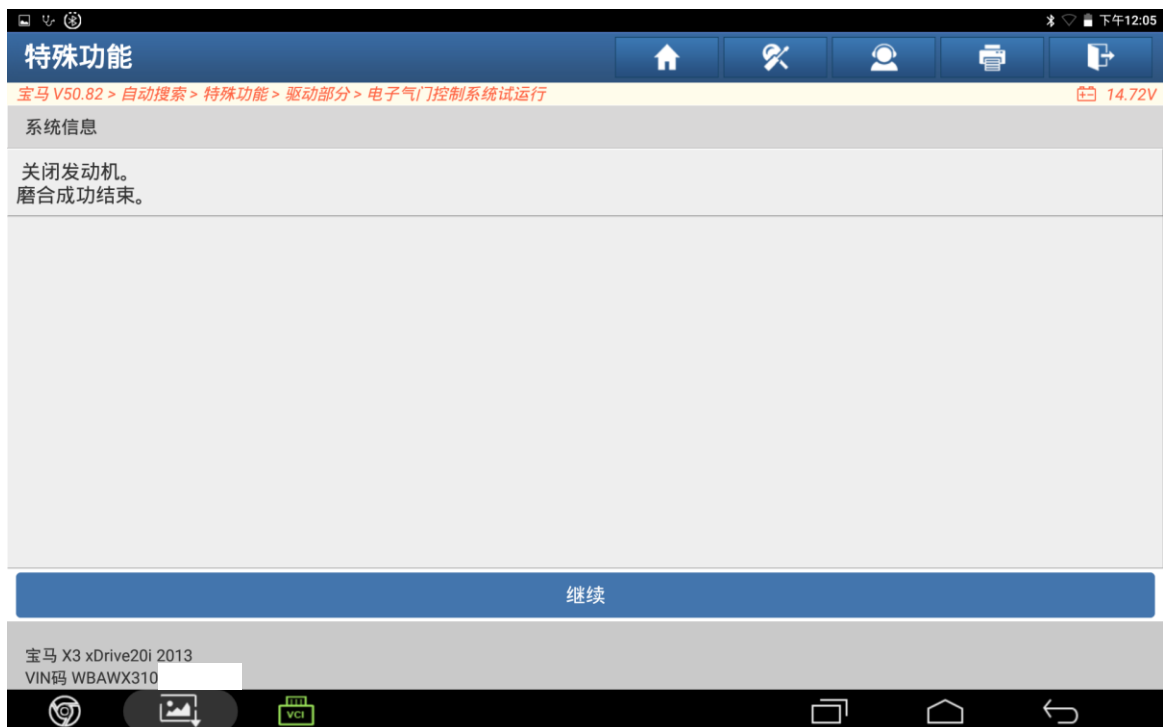 下午12:05
特殊功能
宝马 V50.82 > 自动搜索 > 特殊功能 > 驱动部分 > 电子气门控制系统试运行
14.72V
系统信息
关闭发动机。
磨合成功结束。
继续
宝马 X3 xDrive20i 2013
VIN码 WBAWX310
VCI